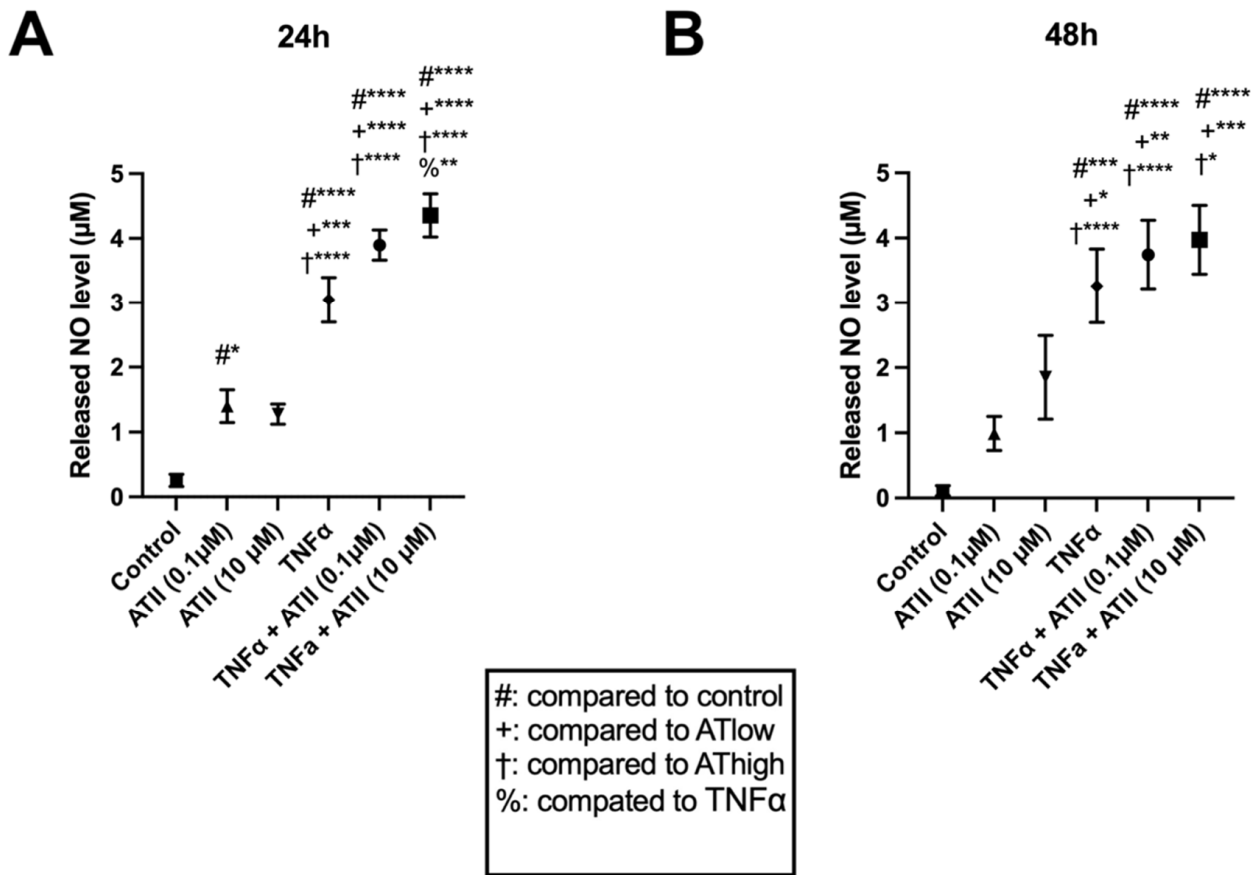 A
24h
#****
+****
†****
%**
#****
+****
†****
#****
+***
†****
#*
Released NO level (µM)
5
4
3
2
1
0
Control
ATII (0.1µM)
ATII (10 µM)
TNFα
TNFα + ATII (0.1µM)
TNFa + ATII (10 µM)
B
48h
#****
+***
†*
#****
+**
†****
#***
+*
†****
Released NO level (µM)
5
4
3
2
1
0
Control
ATII (0.1µM)
ATII (10 µM)
TNFα
TNFα + ATII (0.1µM)
TNFa + ATII (10 µM)
#: compared to control
+: compared to ATlow
†: compared to AThigh
%: compated to TNFα